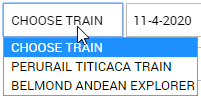 CHOOSE TRAIN 11-4-2020
CHOOSE TRAIN
PERURAIL TITICACA TRAIN
BELMOND ANDEAN EXPLORER